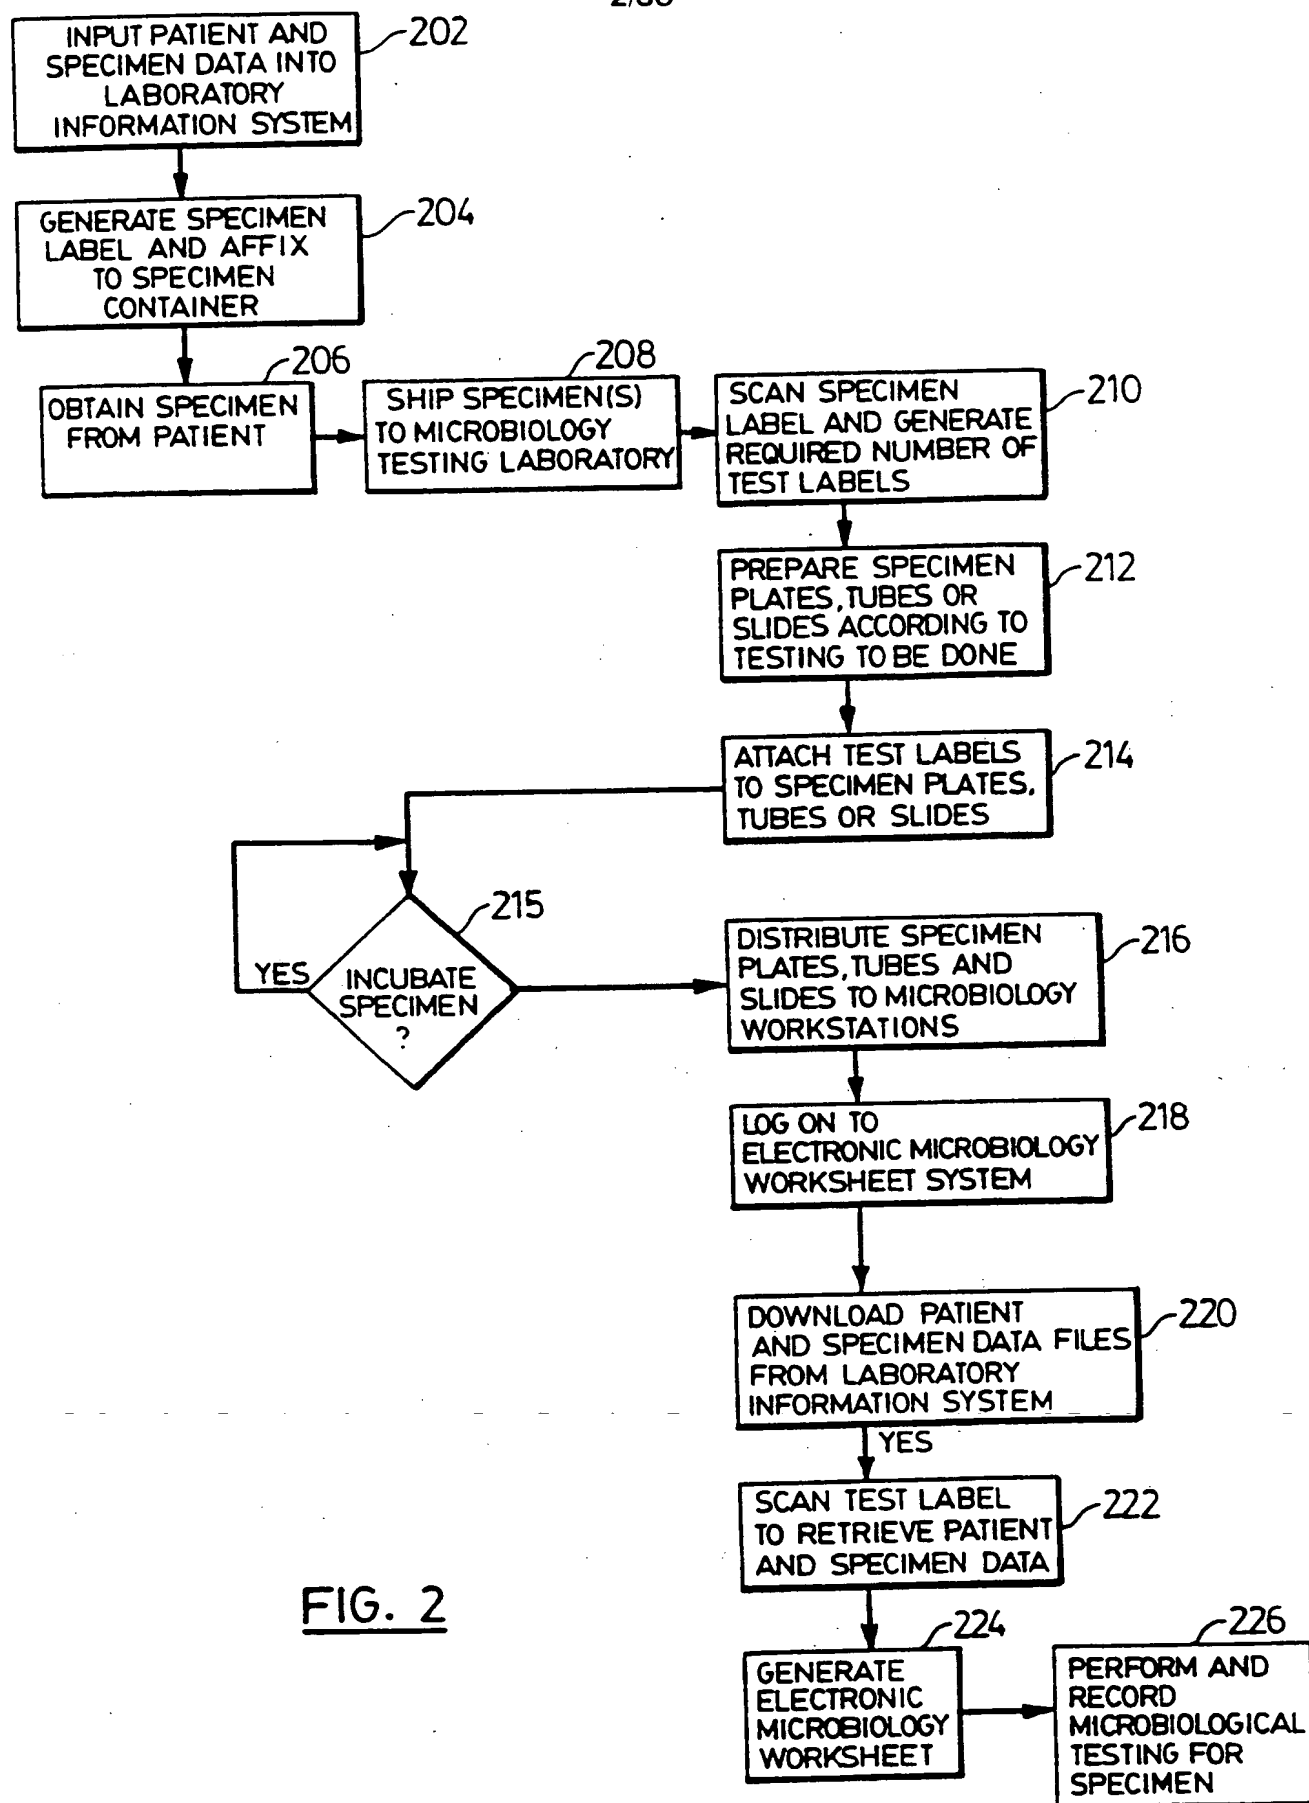 INPUT PATIENT AND
SPECIMEN DATA INTO
LABORATORY
INFORMATION SYSTEM
202
GENERATE SPECIMEN
LABEL AND AFFIX
TO SPECIMEN
CONTAINER
204
OBTAIN SPECIMEN
FROM PATIENT
206
SHIP SPECIMEN(S)
TO MICROBIOLOGY
TESTING LABORATORY
208
SCAN SPECIMEN
LABEL AND GENERATE
REQUIRED NUMBER OF
TEST LABELS
210
PREPARE SPECIMEN
PLATES, TUBES OR
SLIDES ACCORDING TO
TESTING TO BE DONE
212
ATTACH TEST LABELS
TO SPECIMEN PLATES,
TUBES OR SLIDES
214
215
YES
INCUBATE
SPECIMEN
?
DISTRIBUTE SPECIMEN
PLATES, TUBES AND
SLIDES TO MICROBIOLOGY
WORKSTATIONS
216
LOG ON TO
ELECTRONIC MICROBIOLOGY
WORKSHEET SYSTEM
218
DOWNLOAD PATIENT
AND SPECIMEN DATA FILES
FROM LABORATORY
INFORMATION SYSTEM
220
YES
SCAN TEST LABEL
TO RETRIEVE PATIENT
AND SPECIMEN DATA
222
GENERATE
ELECTRONIC
MICROBIOLOGY
WORKSHEET
224
PERFORM AND
RECORD
MICROBIOLOGICAL
TESTING FOR
SPECIMEN
226
FIG. 2